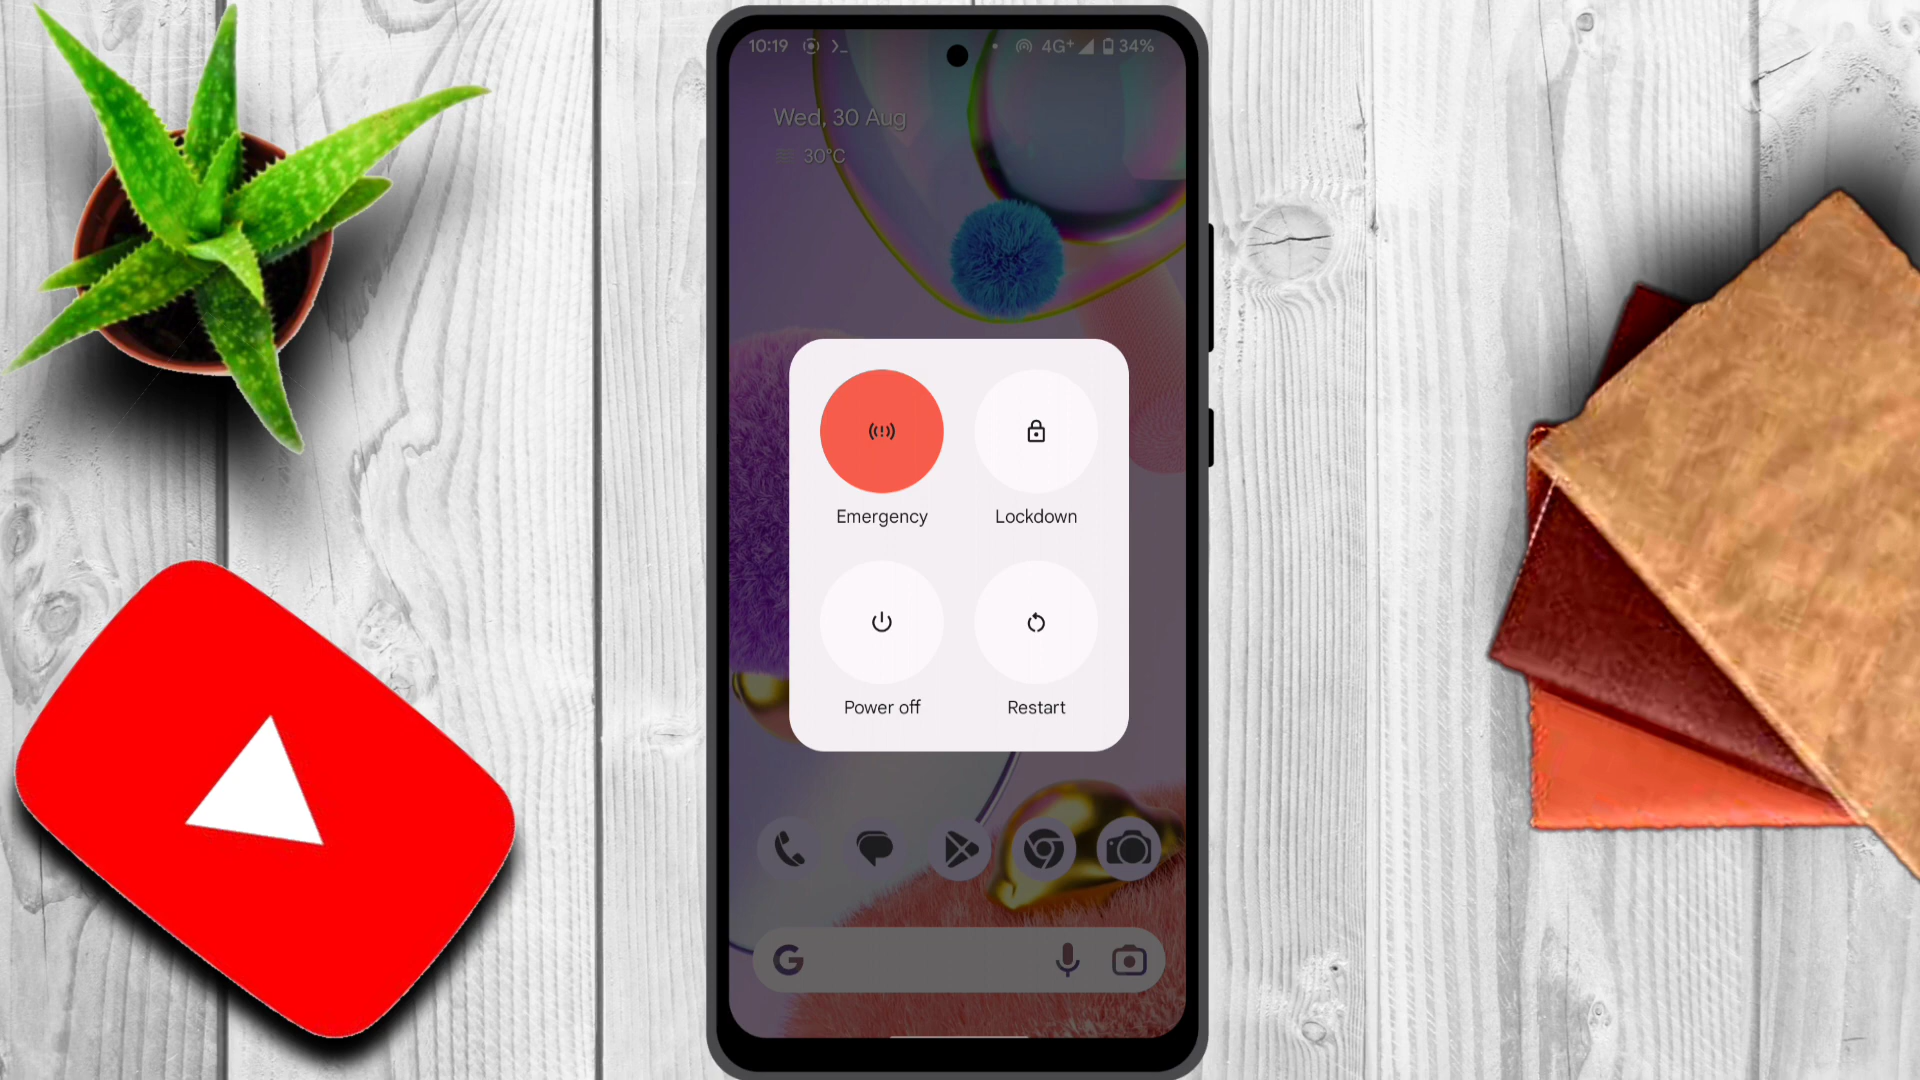 10:19 4G+ 34%
Wed, 30 Aug
30°C
Emergency
Lockdown
Power off
Restart
G